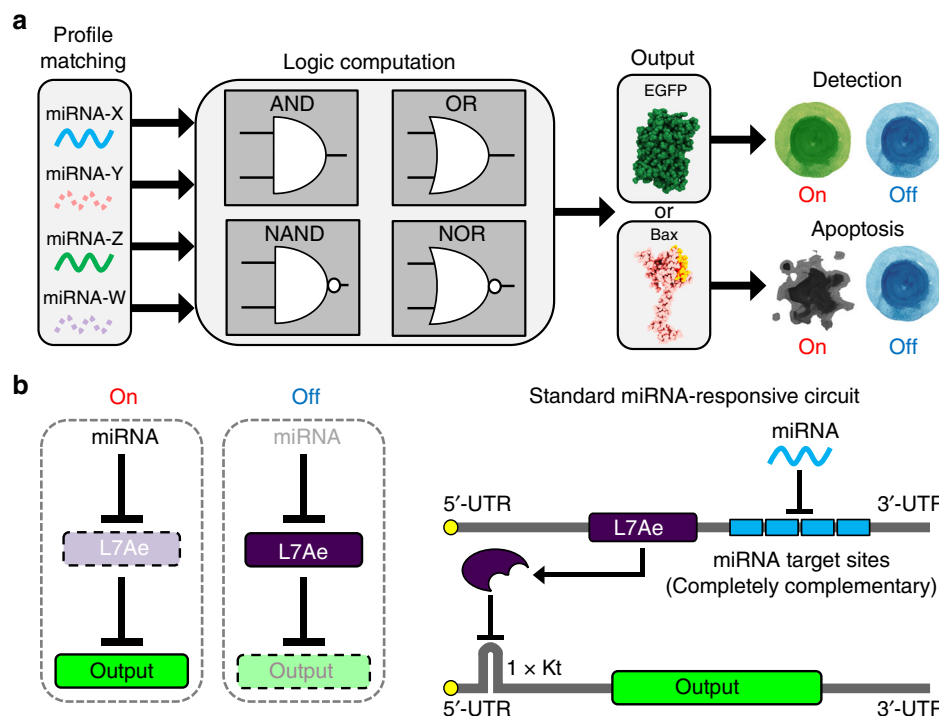 a
Profile
matching
miRNA-X
miRNA-Y
miRNA-Z
miRNA-W
Logic computation
AND
OR
NAND
NOR
Output
EGFP
or
Bax
Detection
On
Off
Apoptosis
On
Off
b
On
miRNA
L7Ae
Output
Off
miRNA
L7Ae
Output
Standard miRNA-responsive circuit
miRNA
5′-UTR
3′-UTR
L7Ae
miRNA target sites
(Completely complementary)
1 × Kt
Output
5′-UTR
3′-UTR